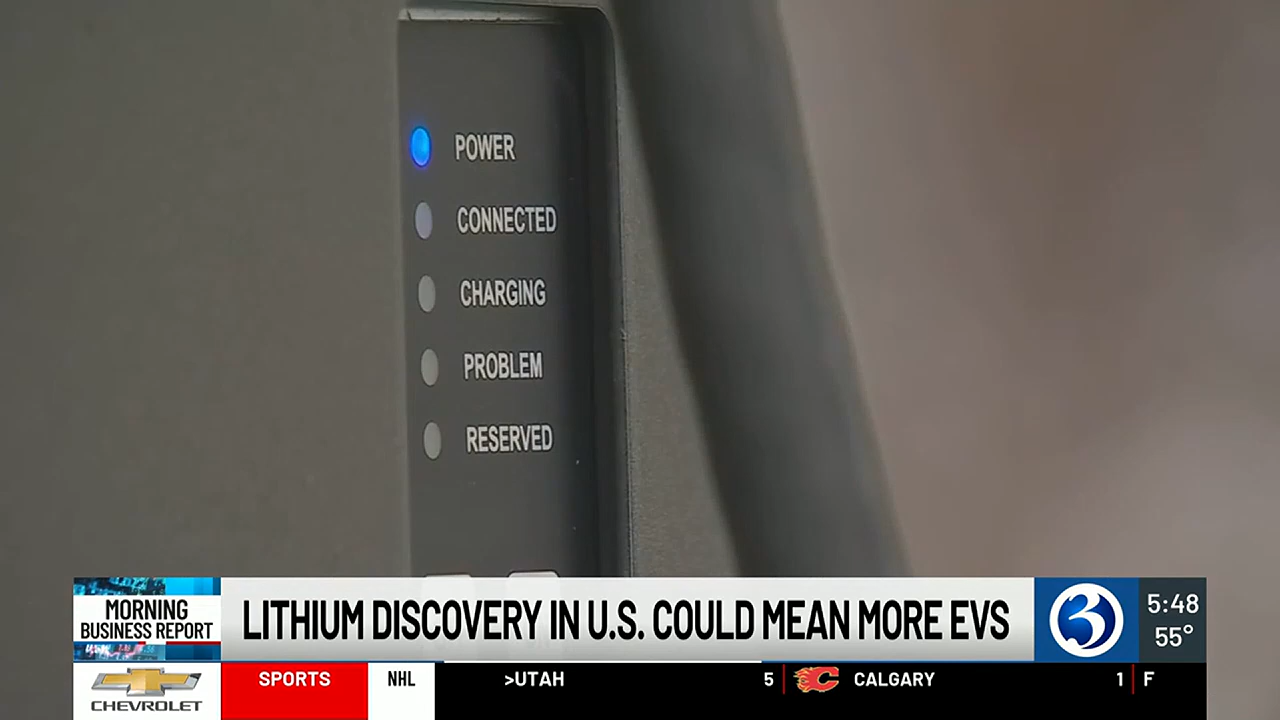 POWER
CONNECTED
CHARGING
PROBLEM
RESERVED
MORNING
BUSINESS REPORT
LITHIUM DISCOVERY IN U.S. COULD MEAN MORE EVS
3
5:48
55°
CHEVROLET
SPORTS
NHL
>UTAH 5
CALGARY 1 F